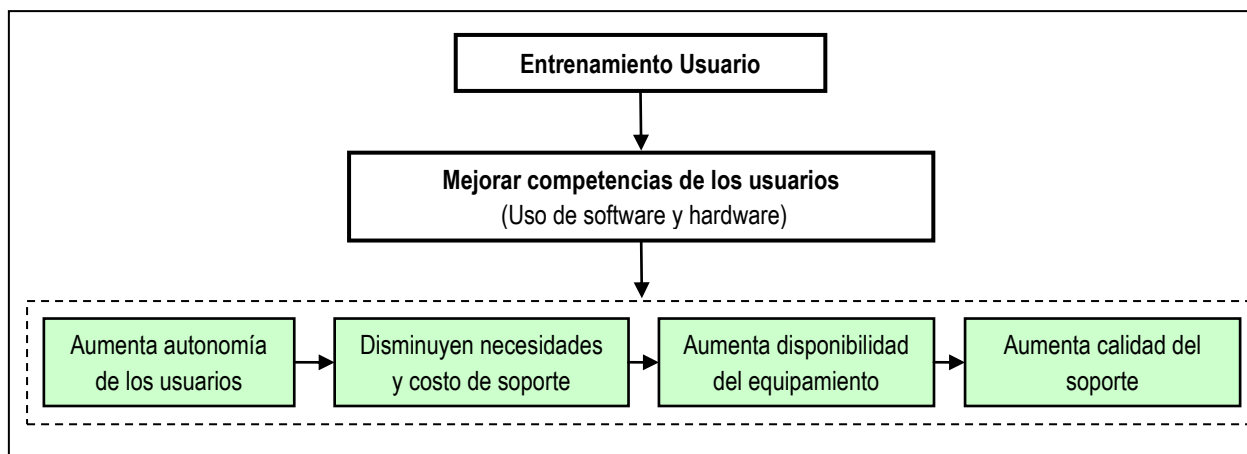 Entrenamiento Usuario
Mejorar competencias de los usuarios
(Uso de software y hardware)
Aumenta autonomía
de los usuarios
Disminuyen necesidades
y costo de soporte
Aumenta disponibilidad
del equipamiento
Aumenta calidad del
soporte